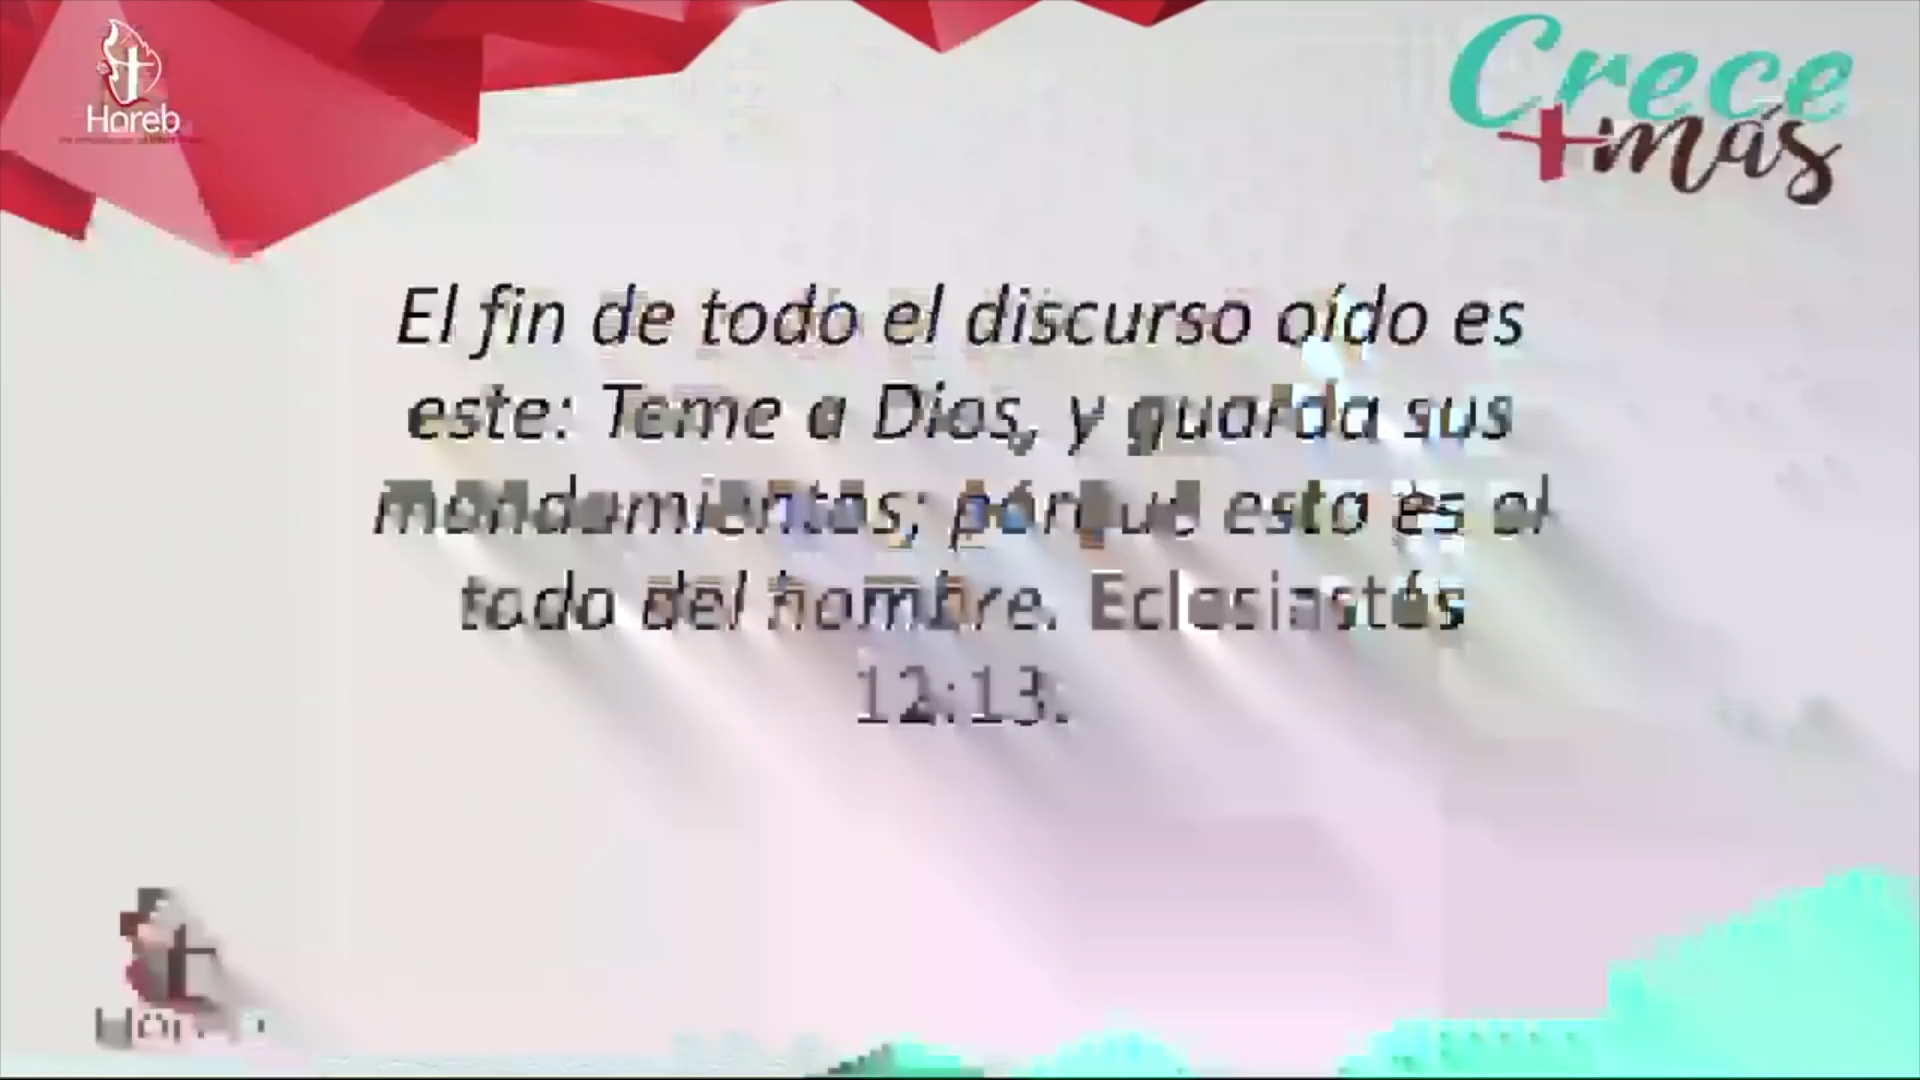 Horeb
Crece
+más
El fin de todo el discurso oído es
este: Teme a Dios, y guarda sus
mandamientos; porque esto es el
todo del hombre. Eclesiastés
12:13.